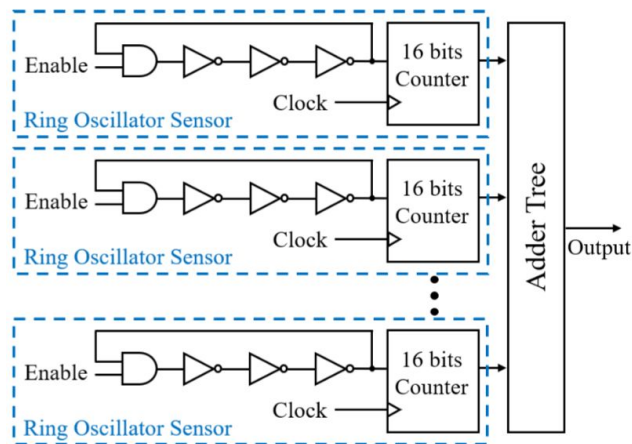 Enable
16 bits
Counter
Clock
Ring Oscillator Sensor
Enable
16 bits
Counter
Clock
Ring Oscillator Sensor
Enable
16 bits
Counter
Clock
Ring Oscillator Sensor
Adder Tree
Output